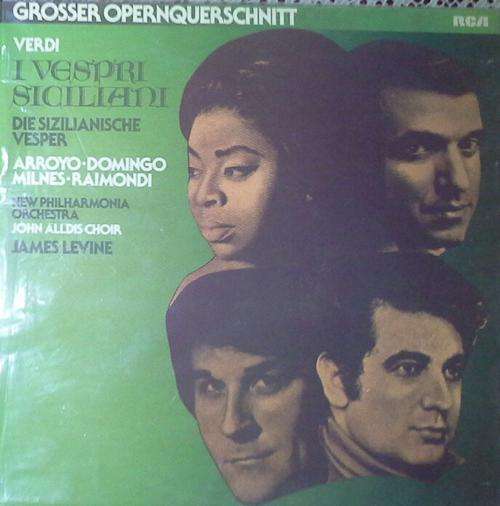 GROSSER OPERNQUERSCHNITT
RCA
VERDI
I VESPRI
SICILIANI
DIE SIZILIANISCHE
VESPER
ARROYO·DOMINGO
MILNES·RAIMONDI
NEW PHILHARMONIA
ORCHESTRA
JOHN ALLDIS CHOIR
JAMES LEVINE